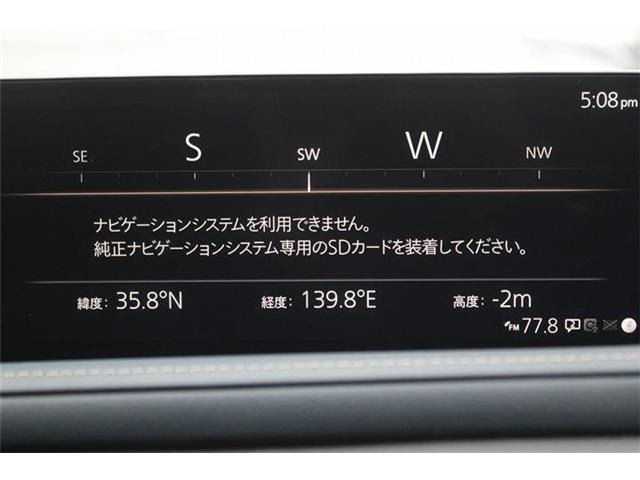 5:08 pm
SE S SW W NW
ナビゲーションシステムを利用できません。
純正ナビゲーションシステム専用のSDカードを装着してください。
緯度: 35.8°N 経度: 139.8°E 高度: -2m
FM 77.8